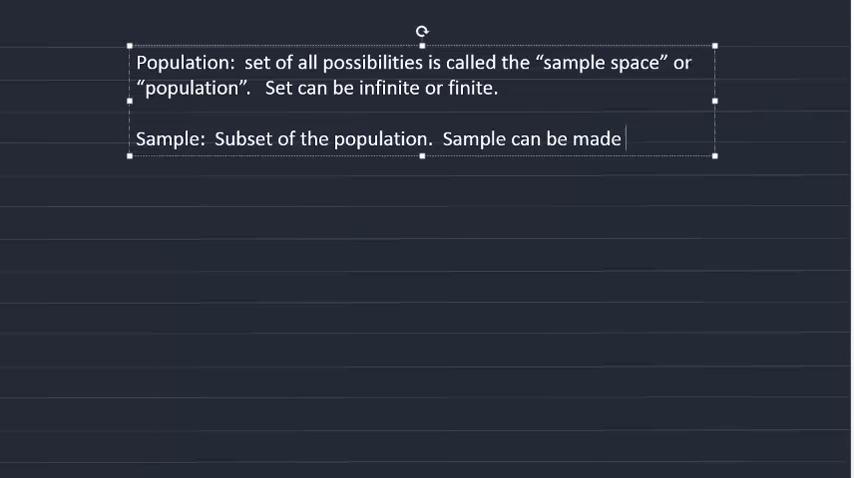 Population:  set of all possibilities is called the “sample space” or
“population”.   Set can be infinite or finite.
Sample:  Subset of the population.  Sample can be made